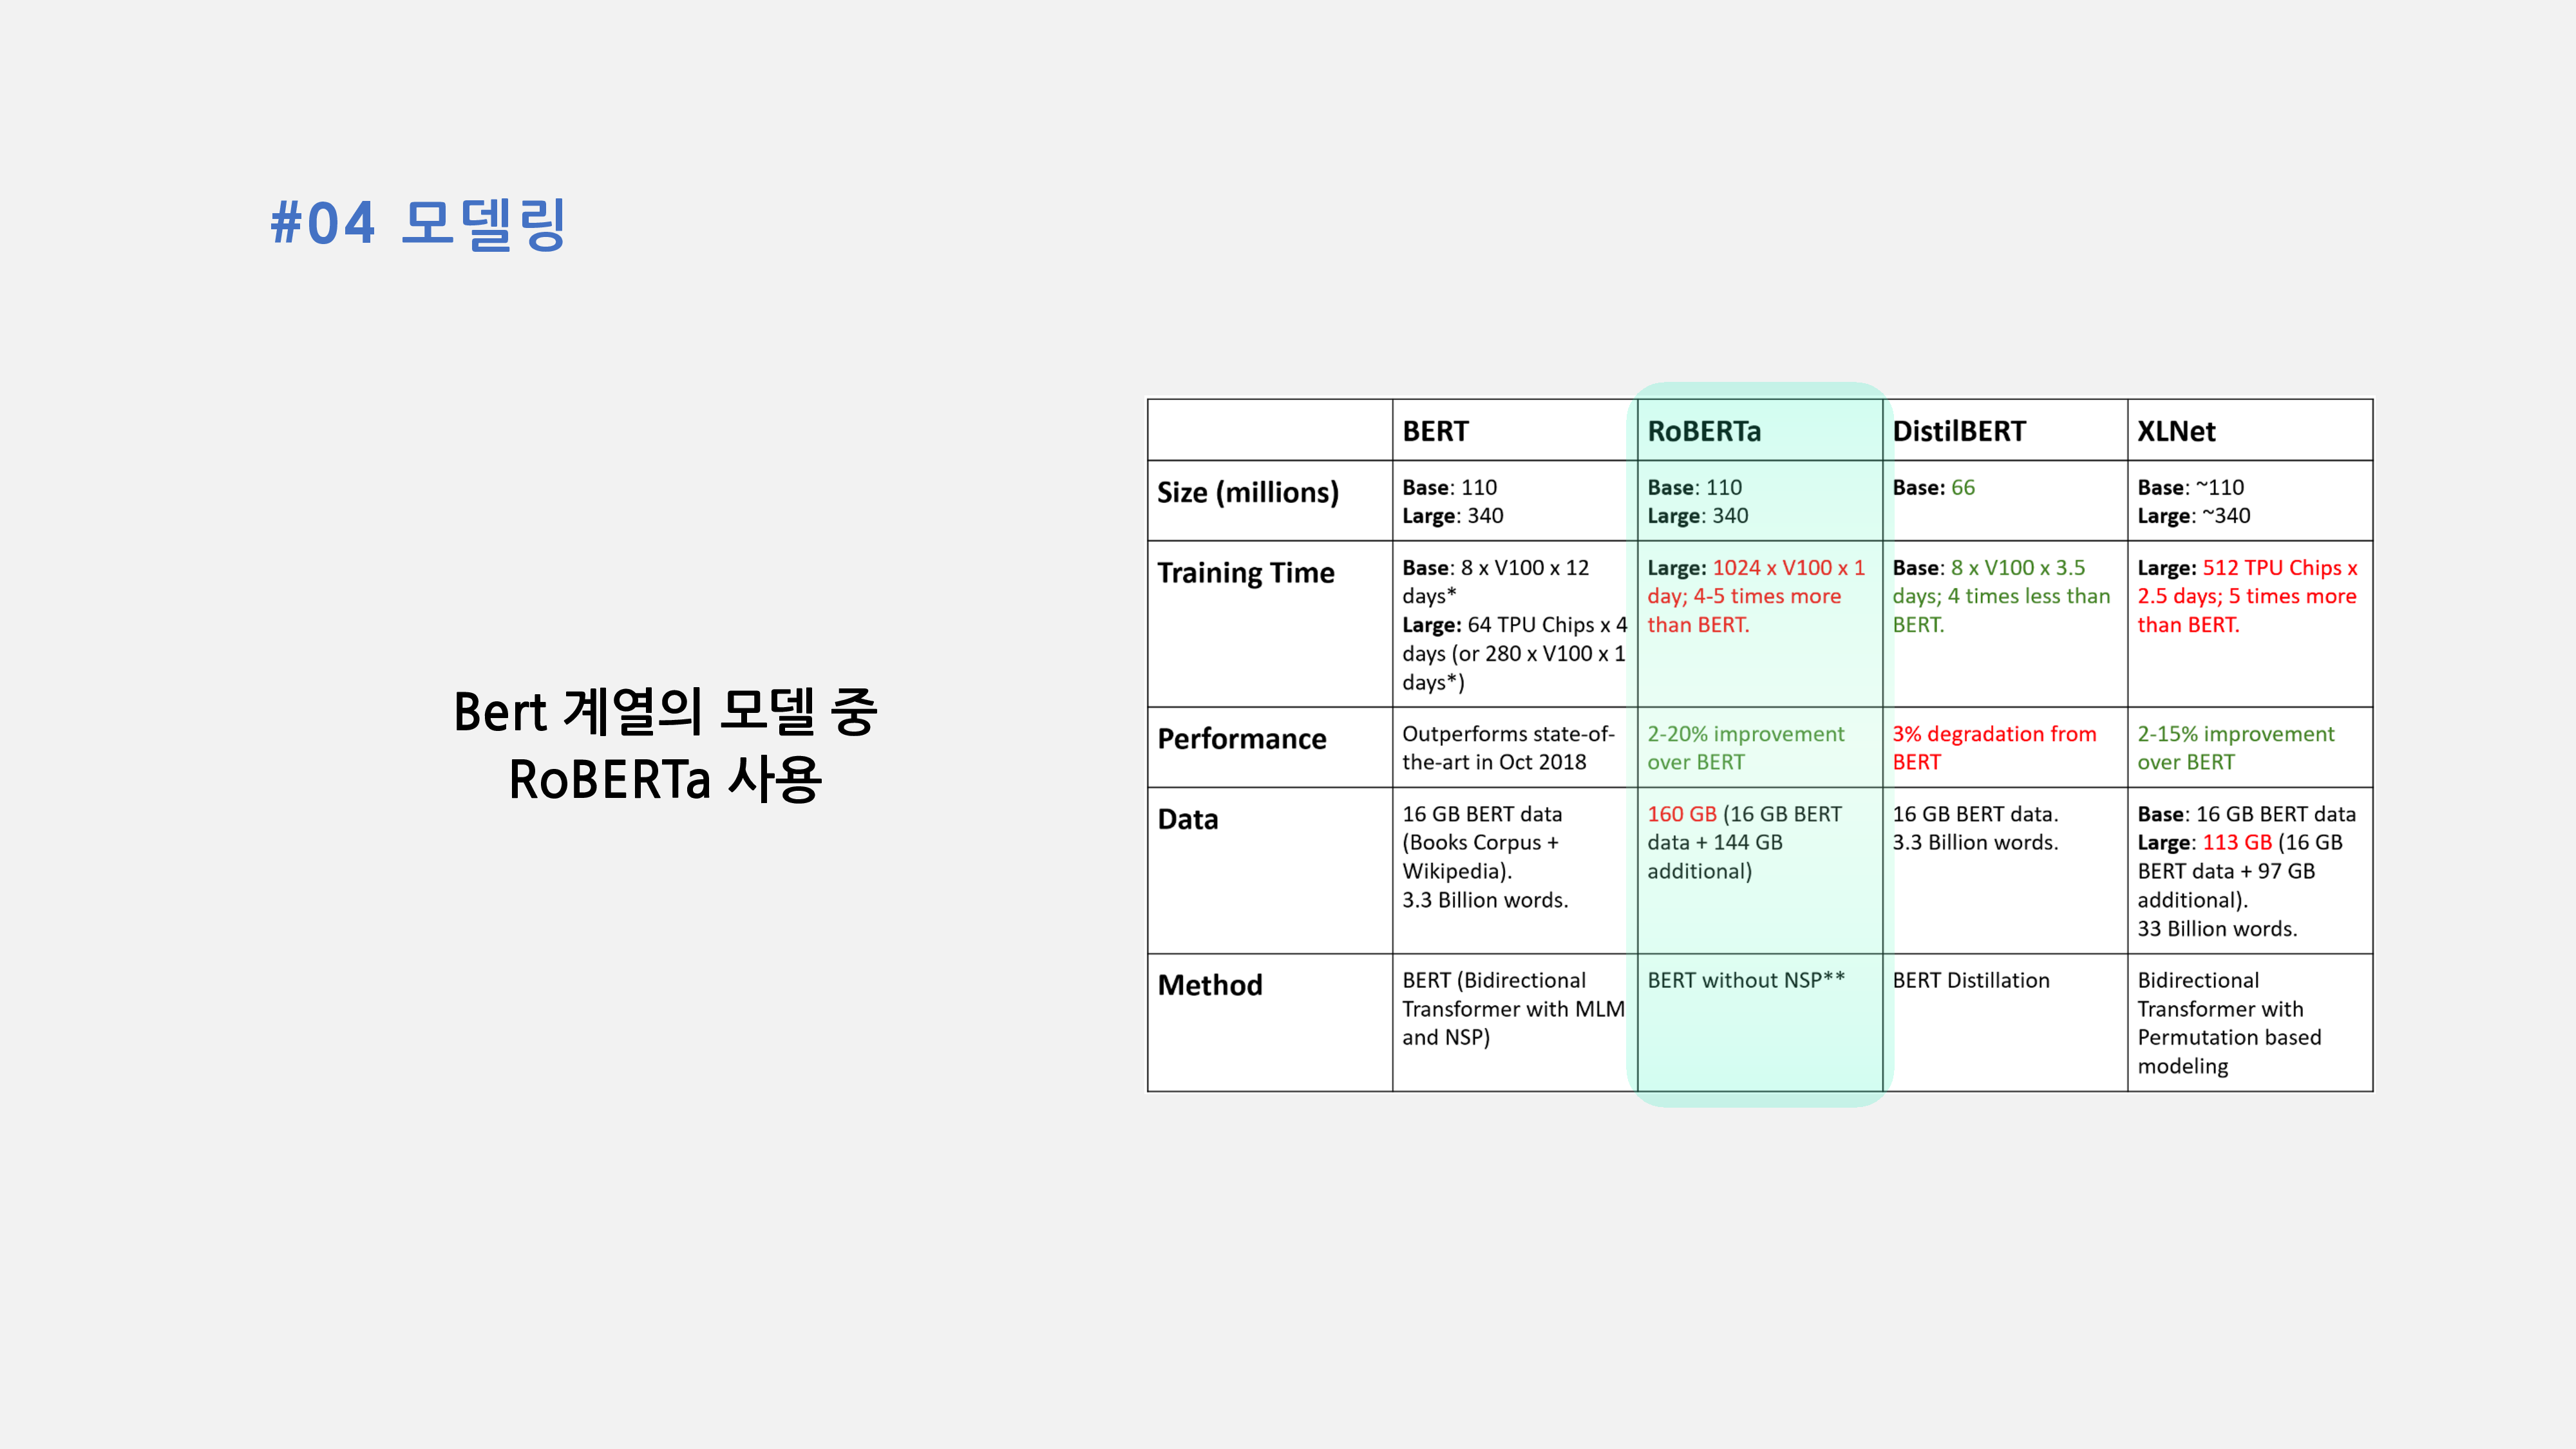 #04 모델링
Bert 계열의 모델 중
RoBERTa 사용
BERT
RoBERTa
DistilBERT
XLNet
Size (millions)
Base: 110
Large: 340
Base: 110
Large: 340
Base: 66
Base: ~110
Large: ~340
Training Time
Base: 8 x V100 x 12
days*
Large: 64 TPU Chips x 4
days (or 280 x V100 x 1
days*)
Large: 1024 x V100 x 1
day; 4-5 times more
than BERT.
Base: 8 x V100 x 3.5
days; 4 times less than
BERT.
Large: 512 TPU Chips x
2.5 days; 5 times more
than BERT.
Performance
Outperforms state-of-
the-art in Oct 2018
2-20% improvement
over BERT
3% degradation from
BERT
2-15% improvement
over BERT
Data
16 GB BERT data
(Books Corpus +
Wikipedia).
3.3 Billion words.
160 GB (16 GB BERT
data + 144 GB
additional)
16 GB BERT data.
3.3 Billion words.
Base: 16 GB BERT data
Large: 113 GB (16 GB
BERT data + 97 GB
additional).
33 Billion words.
Method
BERT (Bidirectional
Transformer with MLM
and NSP)
BERT without NSP**
BERT Distillation
Bidirectional
Transformer with
Permutation based
modeling